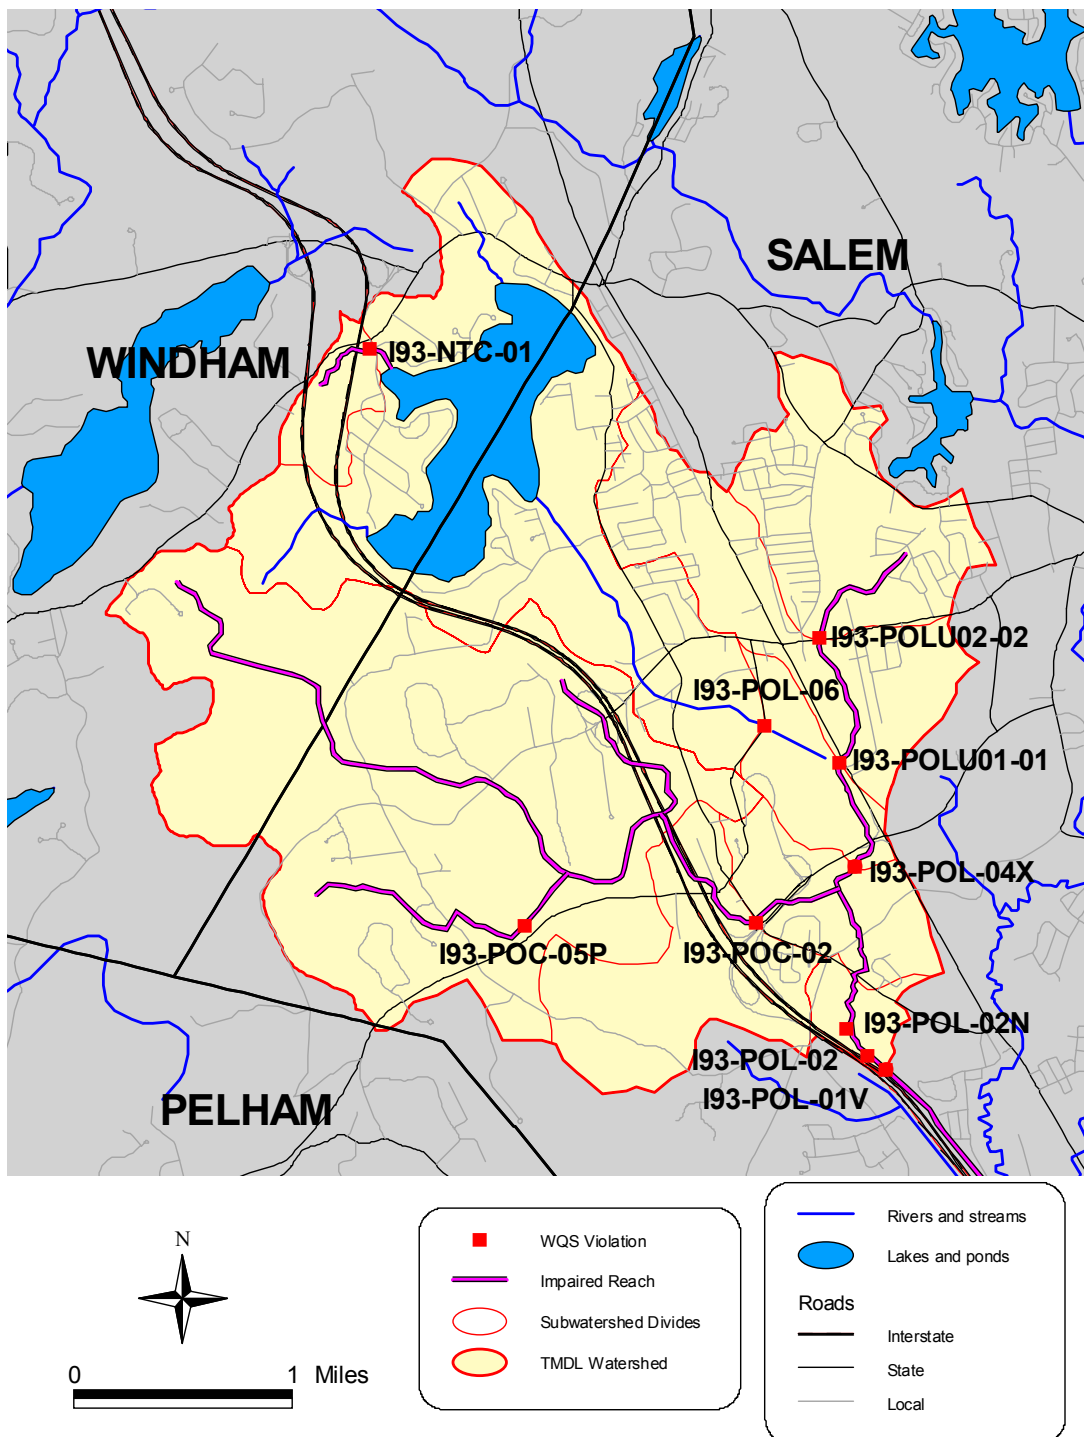 SALEM
WINDHAM
I93-NTC-01
I93-POLU02-02
I93-POL-06
I93-POLU01-01
I93-POL-04X
I93-POC-05P
I93-POC-02
I93-POL-02N
I93-POL-02
I93-POL-01V
PELHAM
N
0 1 Miles
WQS Violation
Impaired Reach
Subwatershed Divides
TMDL Watershed
Rivers and streams
Lakes and ponds
Roads
Interstate
State
Local